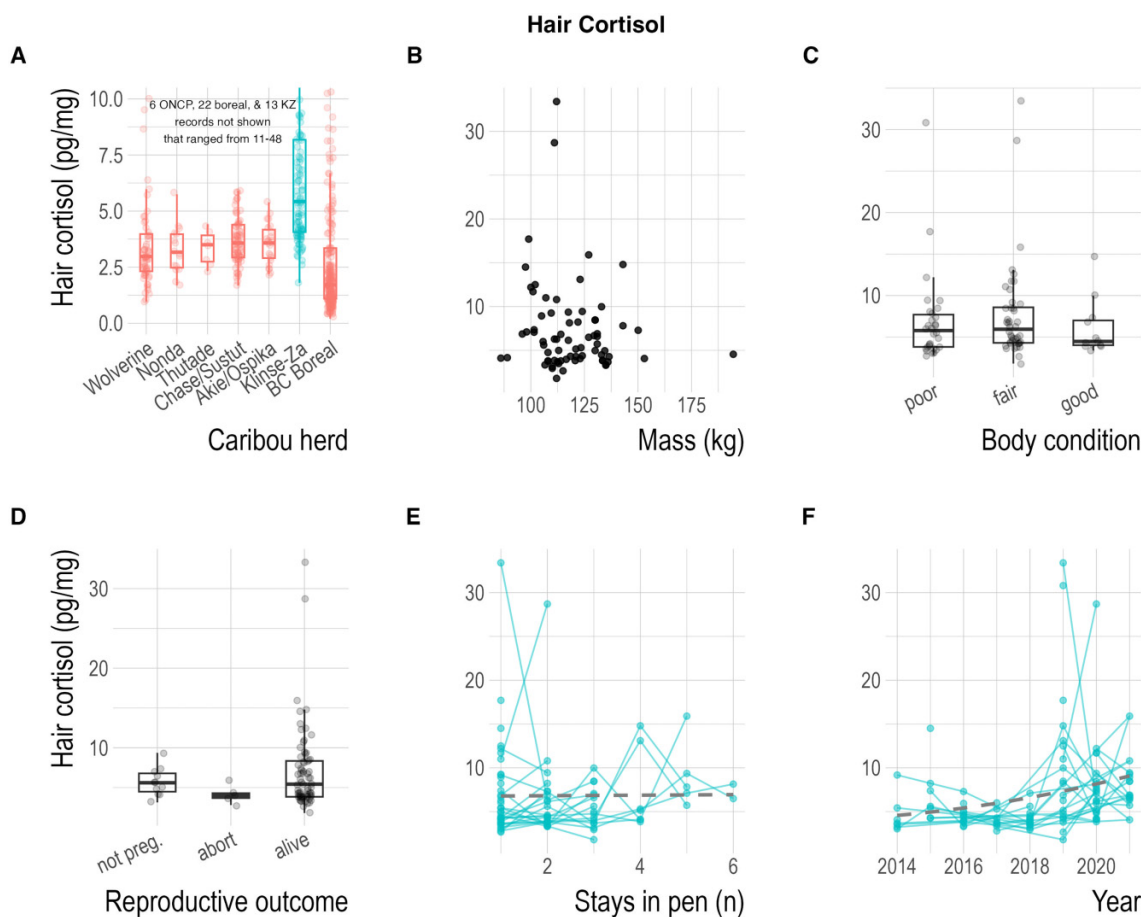 Hair Cortisol
A
Hair cortisol (pg/mg)
10.0
7.5
5.0
2.5
0.0
6 ONCP, 22 boreal, & 13 KZ
records not shown
that ranged from 11-48
Wolverine
Nonda
Thutade
Chase/Sustut
Akie/Ospika
Klinse-Za
BC Boreal
Caribou herd
B
30
20
10
100
125
150
175
Mass (kg)
C
30
20
10
poor
fair
good
Body condition
D
Hair cortisol (pg/mg)
30
20
10
not preg.
abort
alive
Reproductive outcome
E
30
20
10
2
4
6
Stays in pen (n)
F
30
20
10
2014
2016
2018
2020
Year